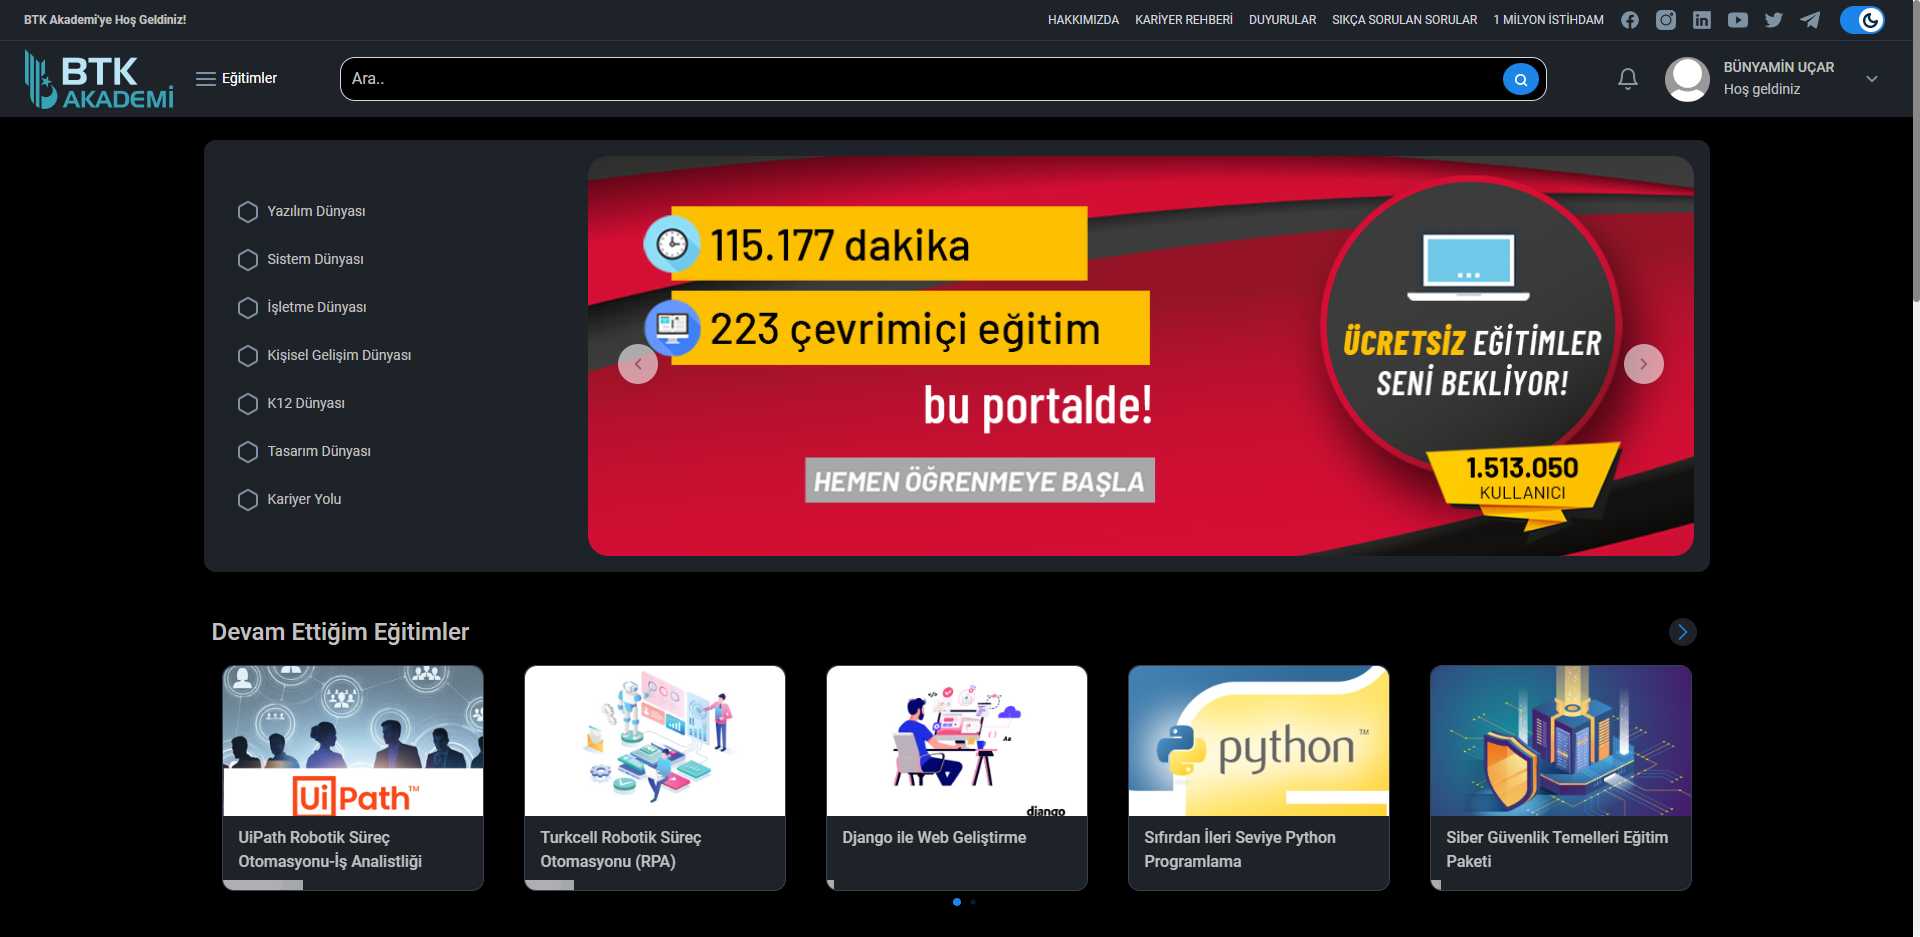 BTK Akademi'ye Hoş Geldiniz!
HAKKIMIZDA KARİYER REHBERİ DUYURULAR SIKÇA SORULAN SORULAR 1 MİLYON İSTİHDAM
BTK
AKADEMİ
Eğitimler
Ara..
BÜNYAMİN UÇAR
Hoş geldiniz
Yazılım Dünyası
Sistem Dünyası
İşletme Dünyası
Kişisel Gelişim Dünyası
K12 Dünyası
Tasarım Dünyası
Kariyer Yolu
115.177 dakika
223 çevrimiçi eğitim
bu portalde!
HEMEN ÖĞRENMEYE BAŞLA
ÜCRETSİZ EĞİTİMLER
SENİ BEKLİYOR!
1.513.050
KULLANICI
Devam Ettiğim Eğitimler
UiPath™
django
python™
UiPath Robotik Süreç
Otomasyonu-İş Analistliği
Turkcell Robotik Süreç
Otomasyonu (RPA)
Django ile Web Geliştirme
Sıfırdan İleri Seviye Python
Programlama
Siber Güvenlik Temelleri Eğitim
Paketi